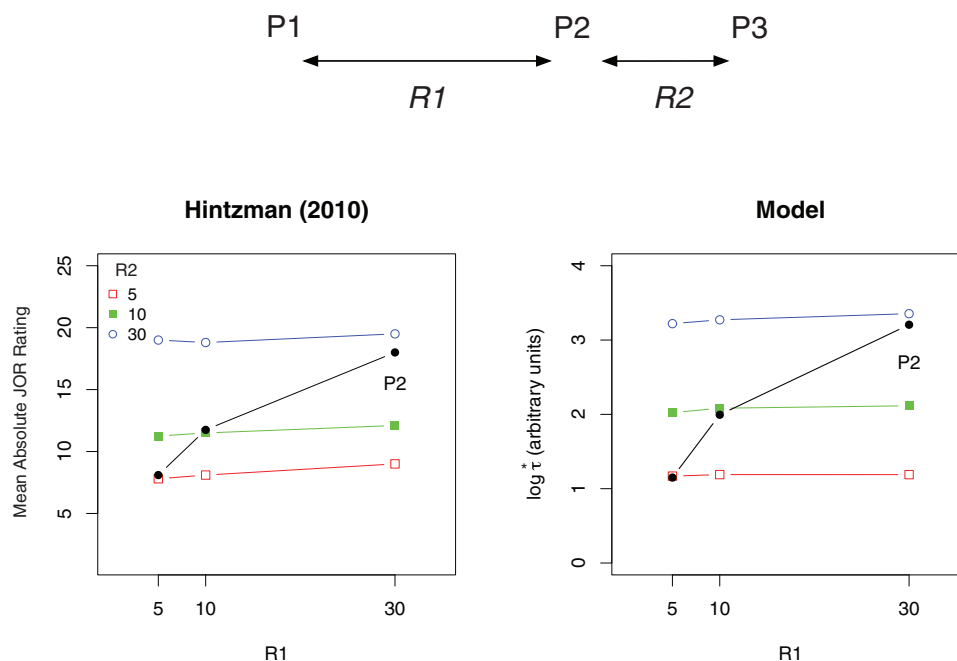 P1 P2 P3
R1 R2
Hintzman (2010)
Mean Absolute JOR Rating
25
20
15
10
5
R2
5
10
30
P2
5 10 30
R1
Model
log τ* (arbitrary units)
4
3
2
1
0
P2
5 10 30
R1